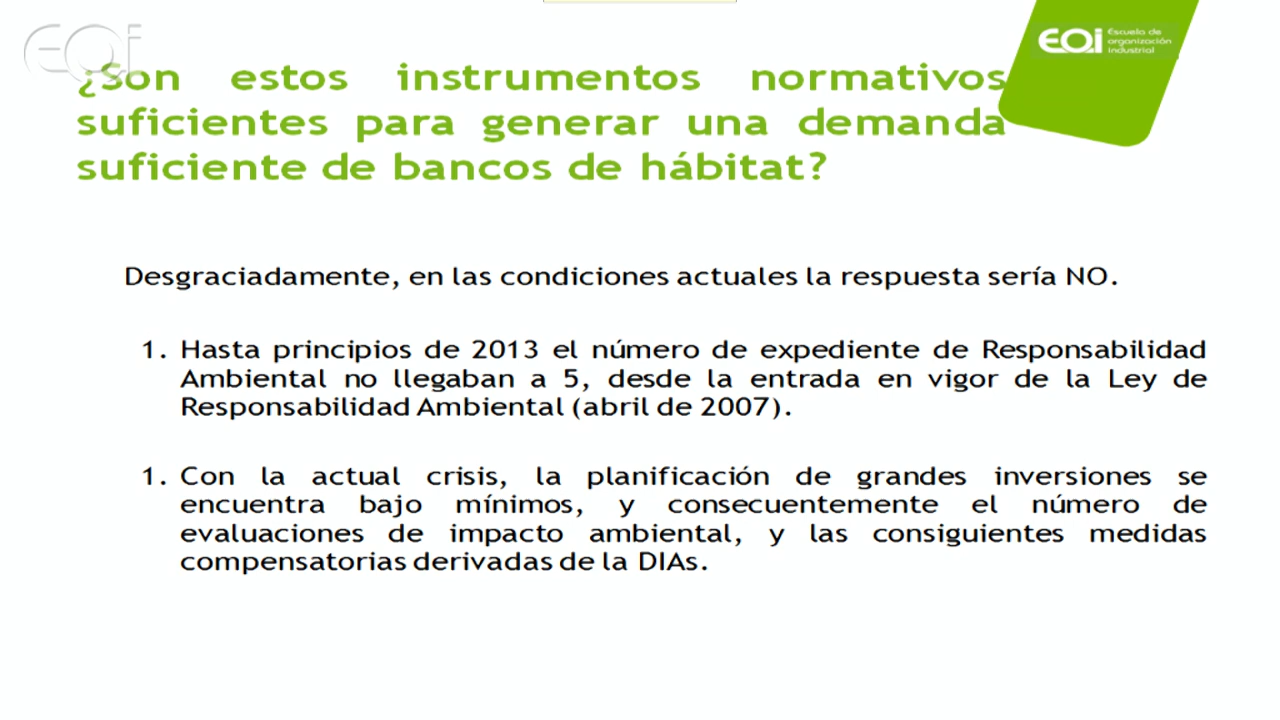 EOi
Escuela de
organización
industrial
EOi
¿Son estos instrumentos normativos
suficientes para generar una demanda
suficiente de bancos de hábitat?
Desgraciadamente, en las condiciones actuales la respuesta sería NO.
1. Hasta principios de 2013 el número de expediente de Responsabilidad
Ambiental no llegaban a 5, desde la entrada en vigor de la Ley de
Responsabilidad Ambiental (abril de 2007).
1. Con la actual crisis, la planificación de grandes inversiones se
encuentra bajo mínimos, y consecuentemente el número de
evaluaciones de impacto ambiental, y las consiguientes medidas
compensatorias derivadas de la DIAs.